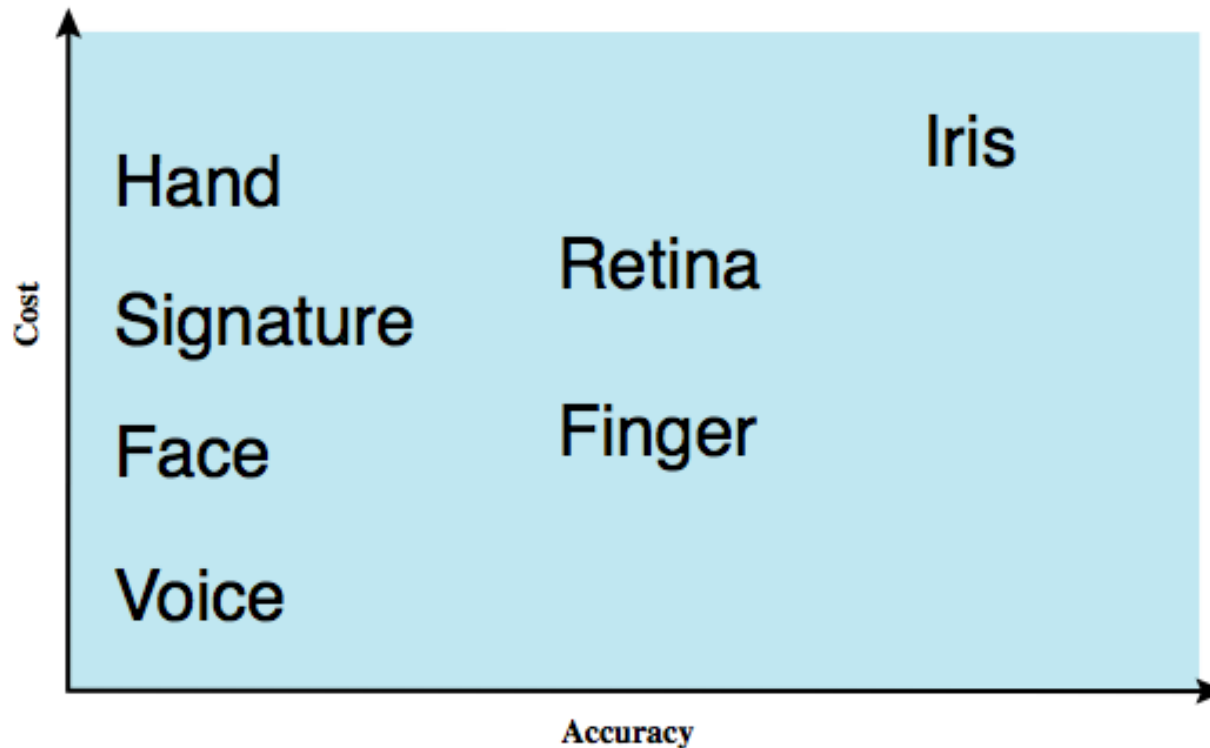 Iris
Hand
Retina
Signature
Finger
Face
Voice
Cost
Accuracy